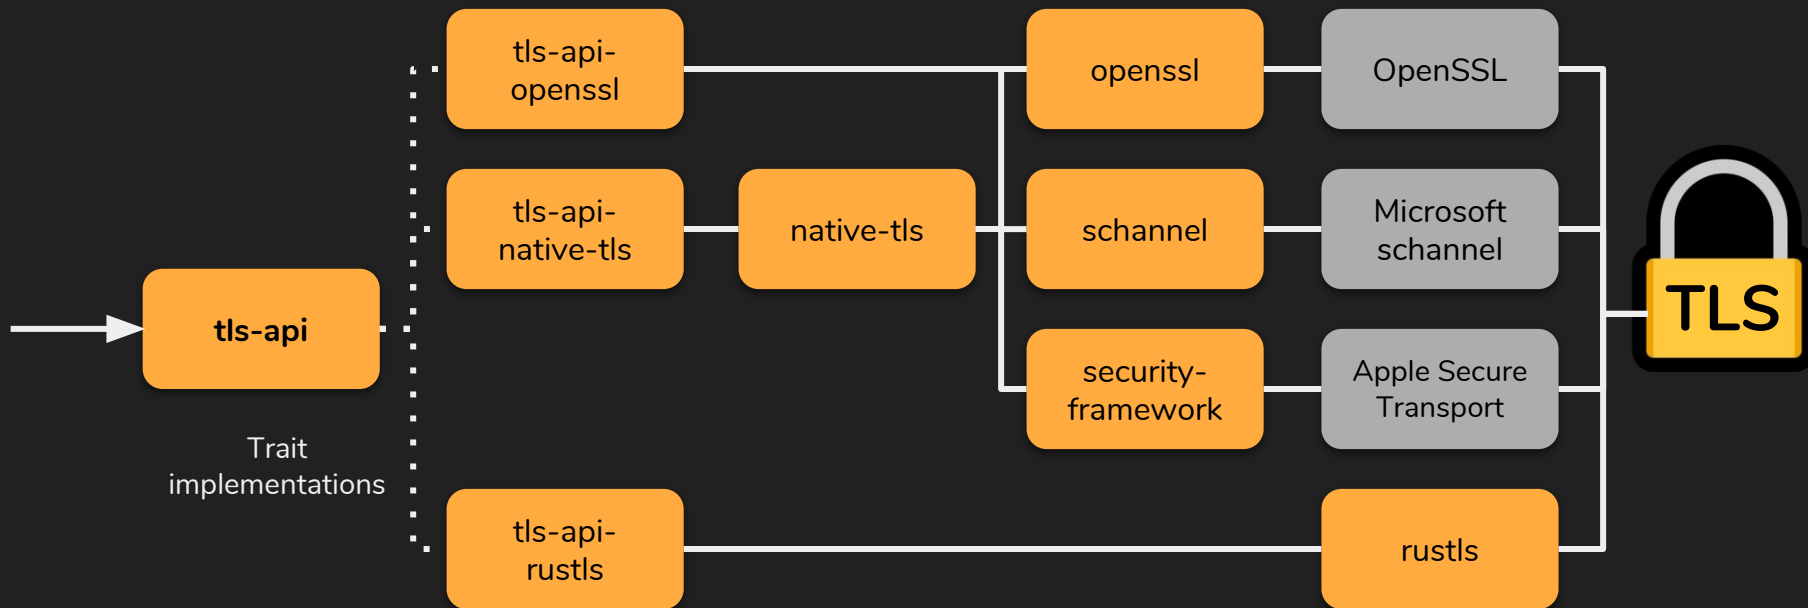 tls-api-
openssl
openssl
OpenSSL
tls-api-
native-tls
native-tls
schannel
Microsoft
schannel
tls-api
TLS
security-
framework
Apple Secure
Transport
Trait
implementations
tls-api-
rustls
rustls